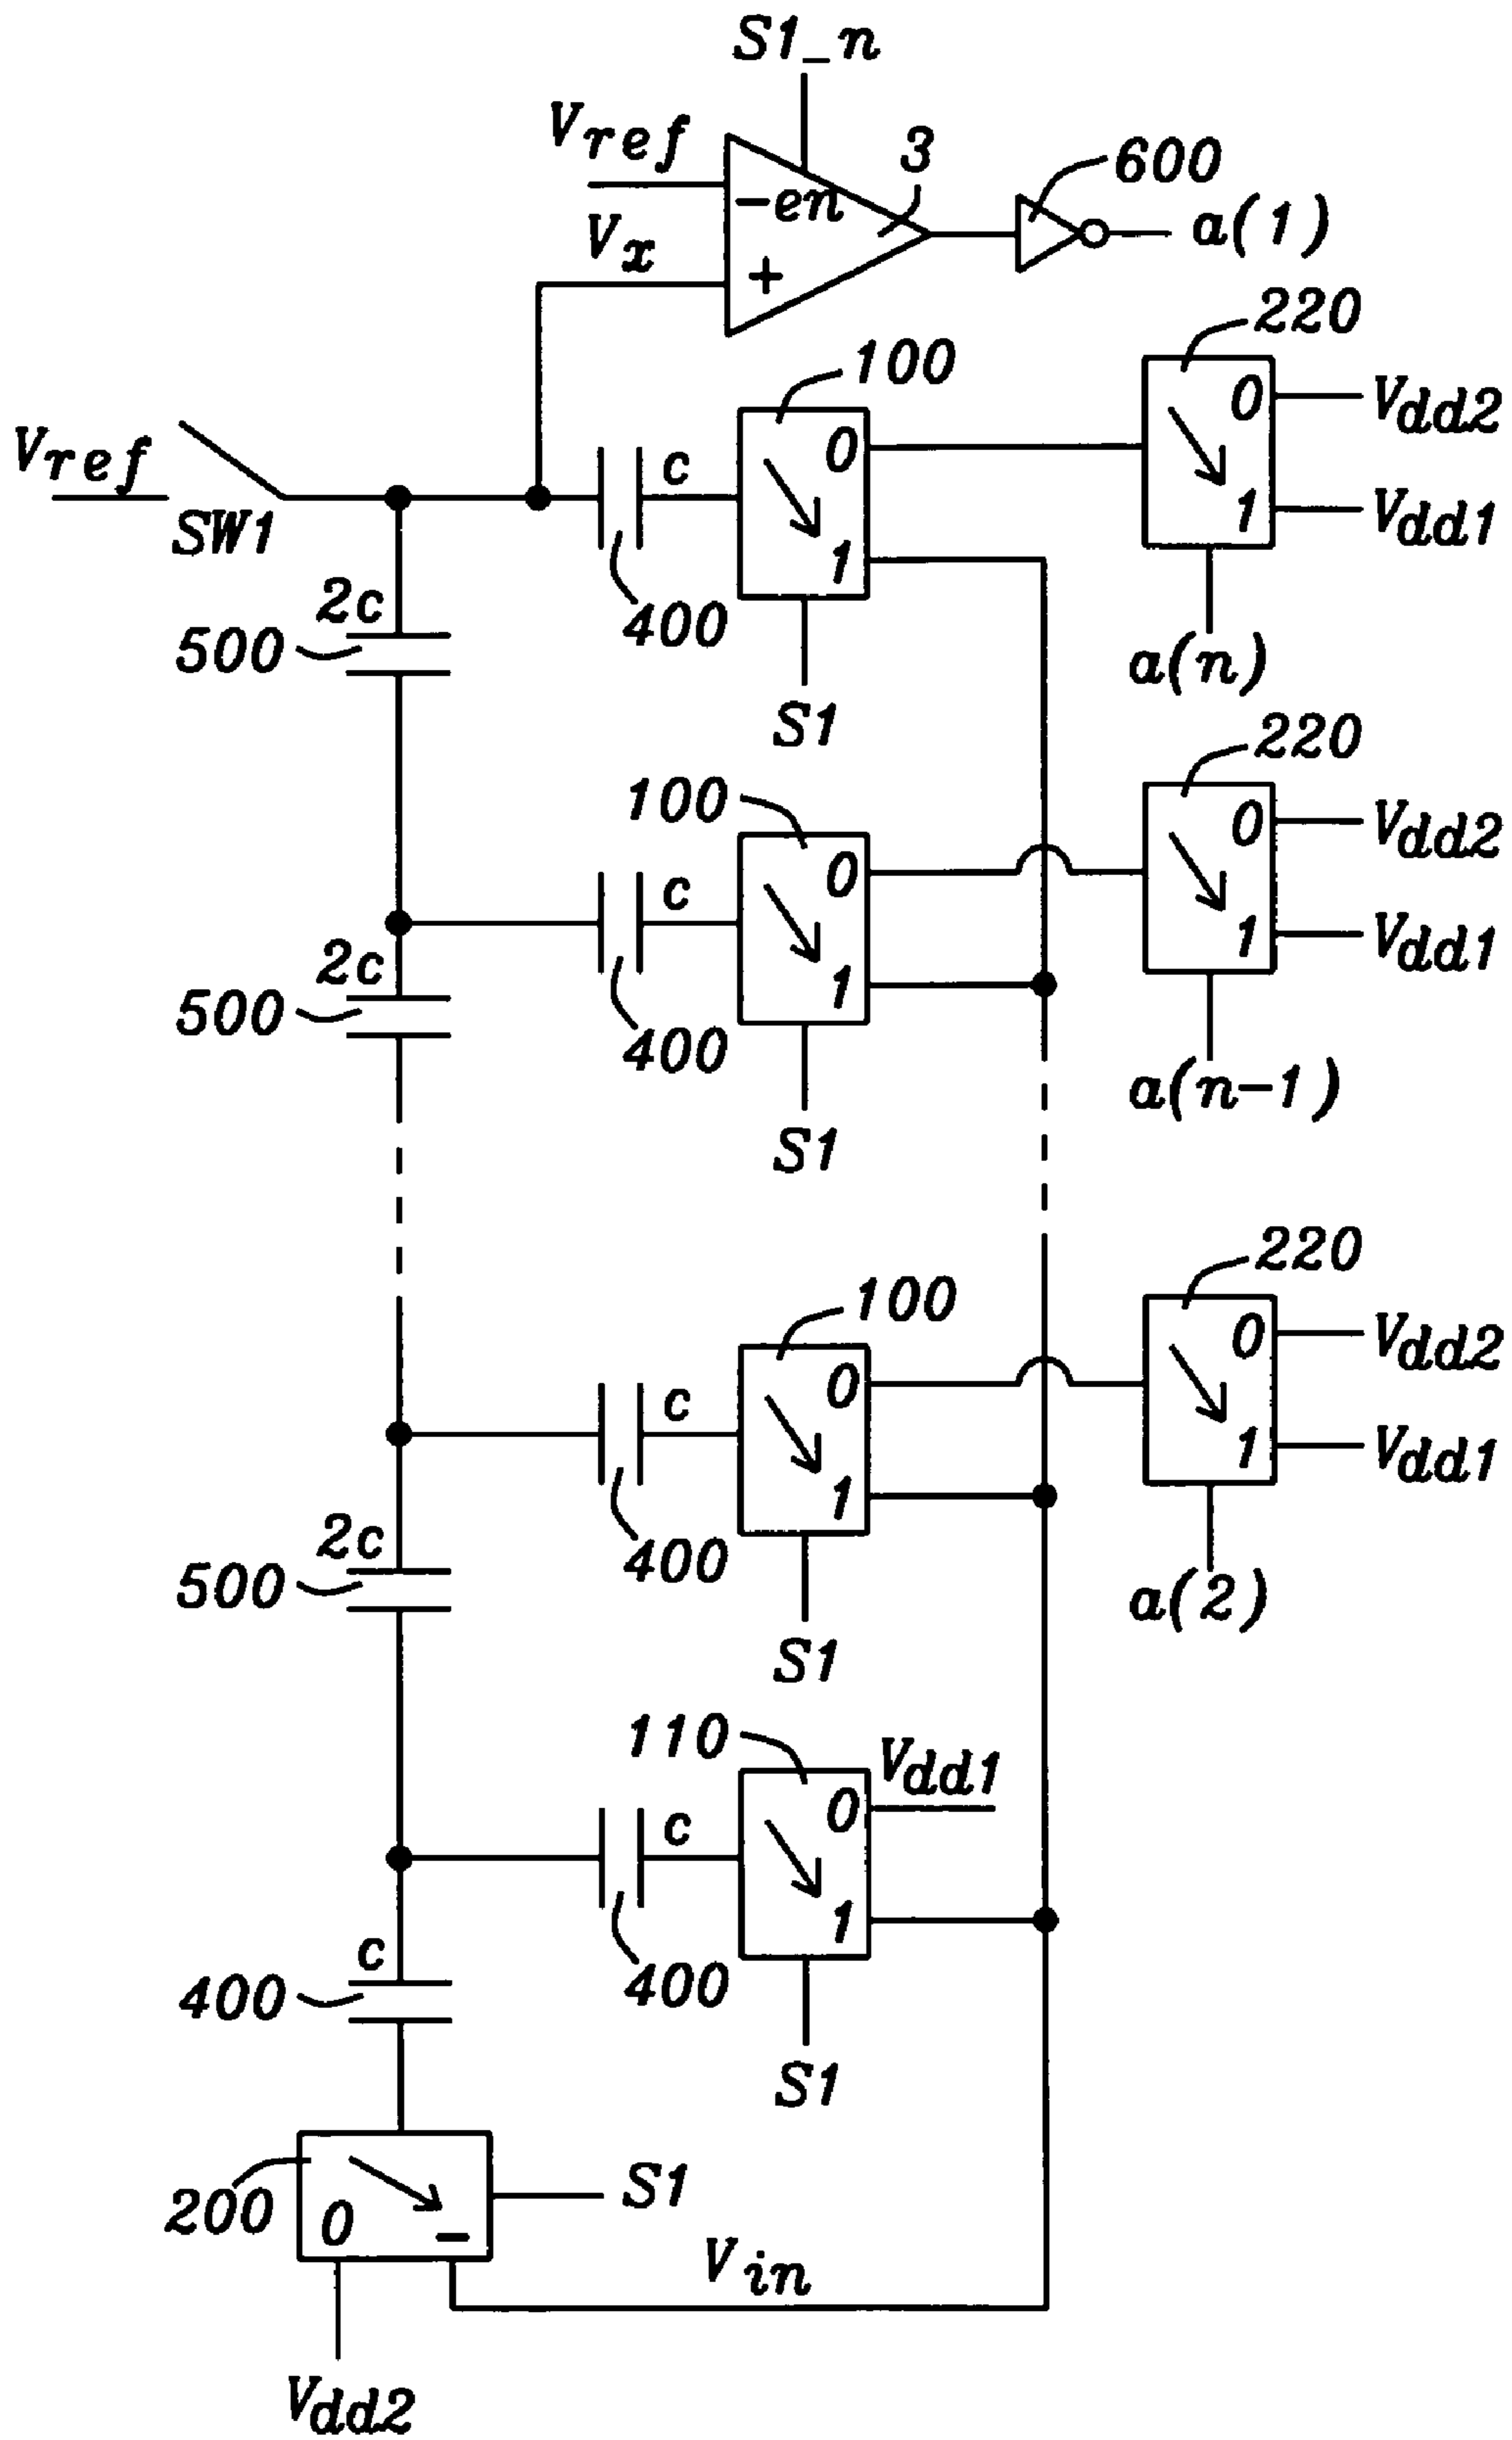 S1_n
Vref
-en
3
600
a(1)
Vx
+
220
100
0
Vdd2
Vref
c
0
SW1
1
Vdd1
1
2c
400
500
a(n)
S1
220
100
0
Vdd2
c
0
1
Vdd1
2c
1
500
400
a(n-1)
S1
220
100
0
Vdd2
c
0
1
Vdd1
1
2c
400
500
a(2)
S1
110
Vdd1
0
c
1
c
400
400
S1
200
0
-
S1
Vin
Vdd2